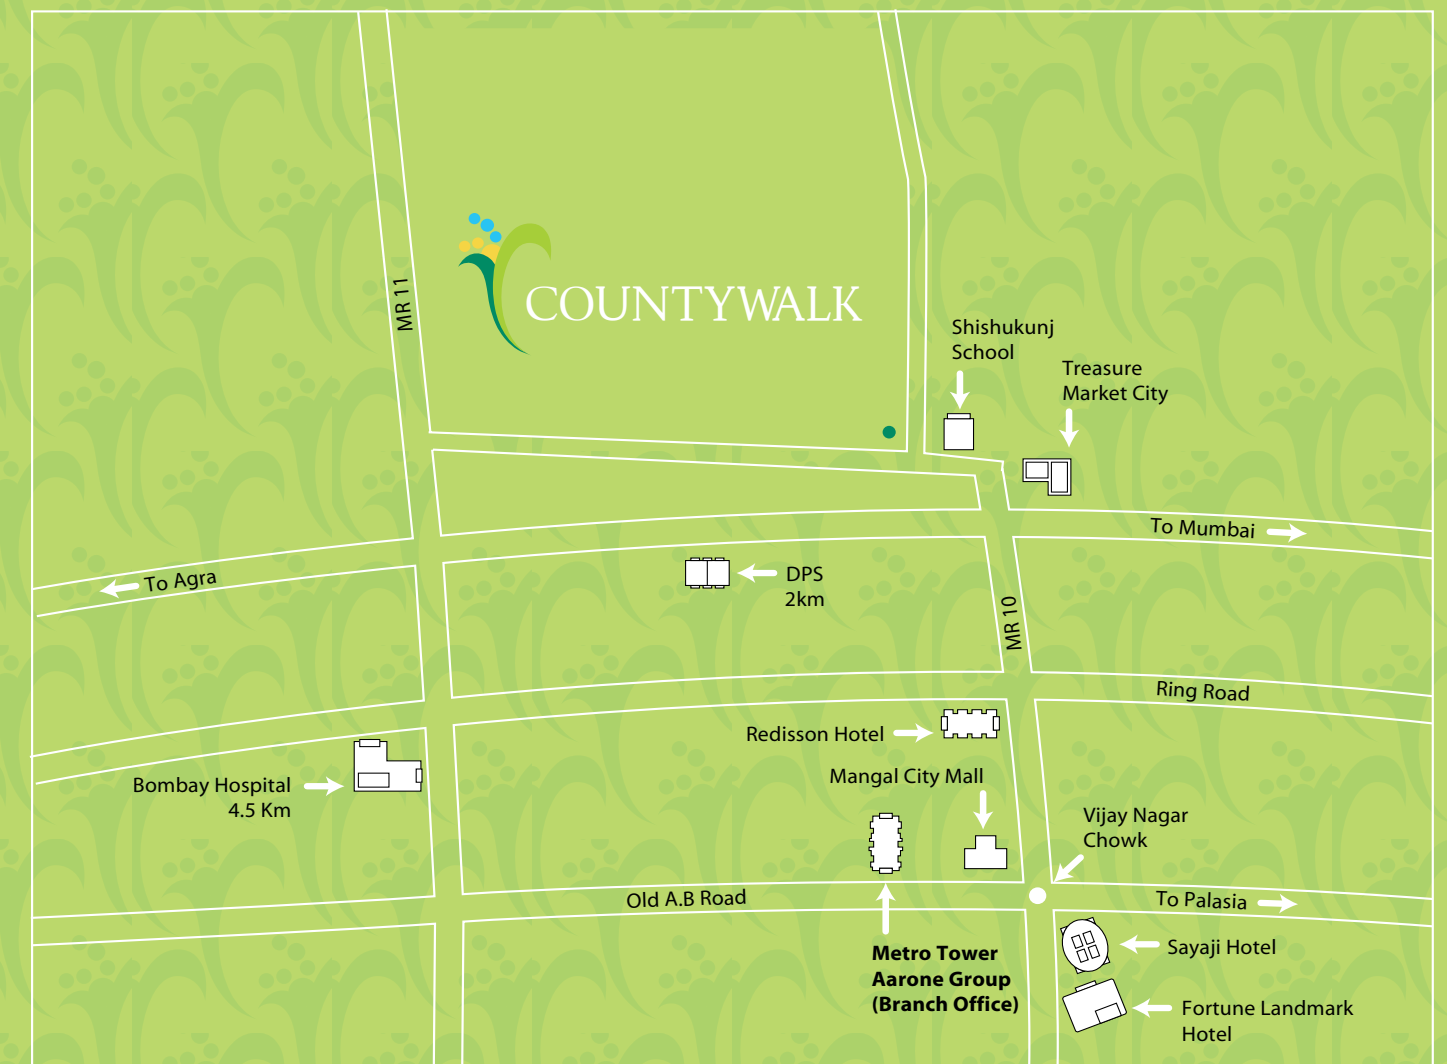 MR 11
COUNTYWALK
Shishukunj
School
Treasure
Market City
To Mumbai
To Agra
DPS
2km
MR 10
Ring Road
Redisson Hotel
Bombay Hospital
4.5 Km
Mangal City Mall
Vijay Nagar
Chowk
Old A.B Road
To Palasia
Metro Tower
Aarone Group
(Branch Office)
Sayaji Hotel
Fortune Landmark
Hotel